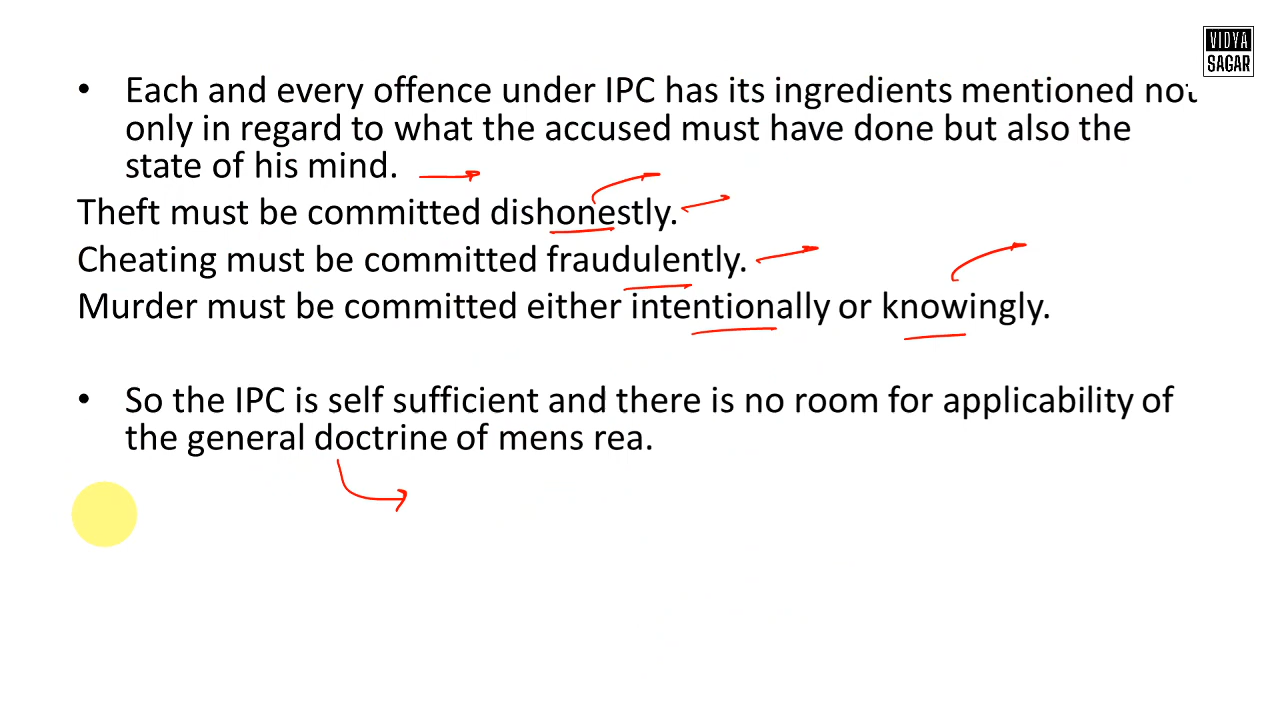 VIDYA
SAGAR
• Each and every offence under IPC has its ingredients mentioned not
only in regard to what the accused must have done but also the
state of his mind.
Theft must be committed dishonestly.
Cheating must be committed fraudulently.
Murder must be committed either intentionally or knowingly.
• So the IPC is self sufficient and there is no room for applicability of
the general doctrine of mens rea.